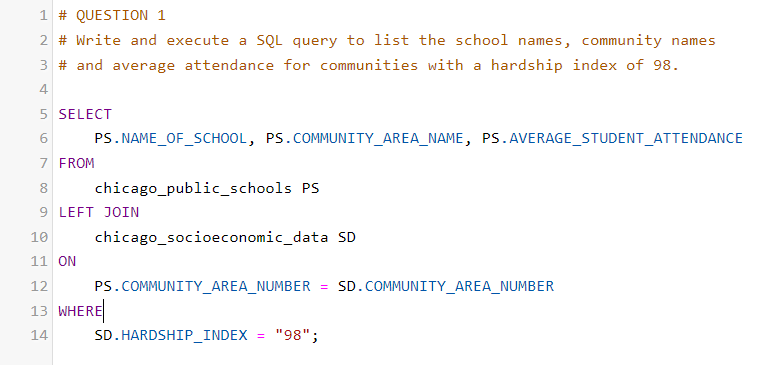 1 # QUESTION 1
2 # Write and execute a SQL query to list the school names, community names
3 # and average attendance for communities with a hardship index of 98.
4
5 SELECT
6 PS.NAME_OF_SCHOOL, PS.COMMUNITY_AREA_NAME, PS.AVERAGE_STUDENT_ATTENDANCE
7 FROM
8 chicago_public_schools PS
9 LEFT JOIN
10 chicago_socioeconomic_data SD
11 ON
12 PS.COMMUNITY_AREA_NUMBER = SD.COMMUNITY_AREA_NUMBER
13 WHERE
14 SD.HARDSHIP_INDEX = "98";